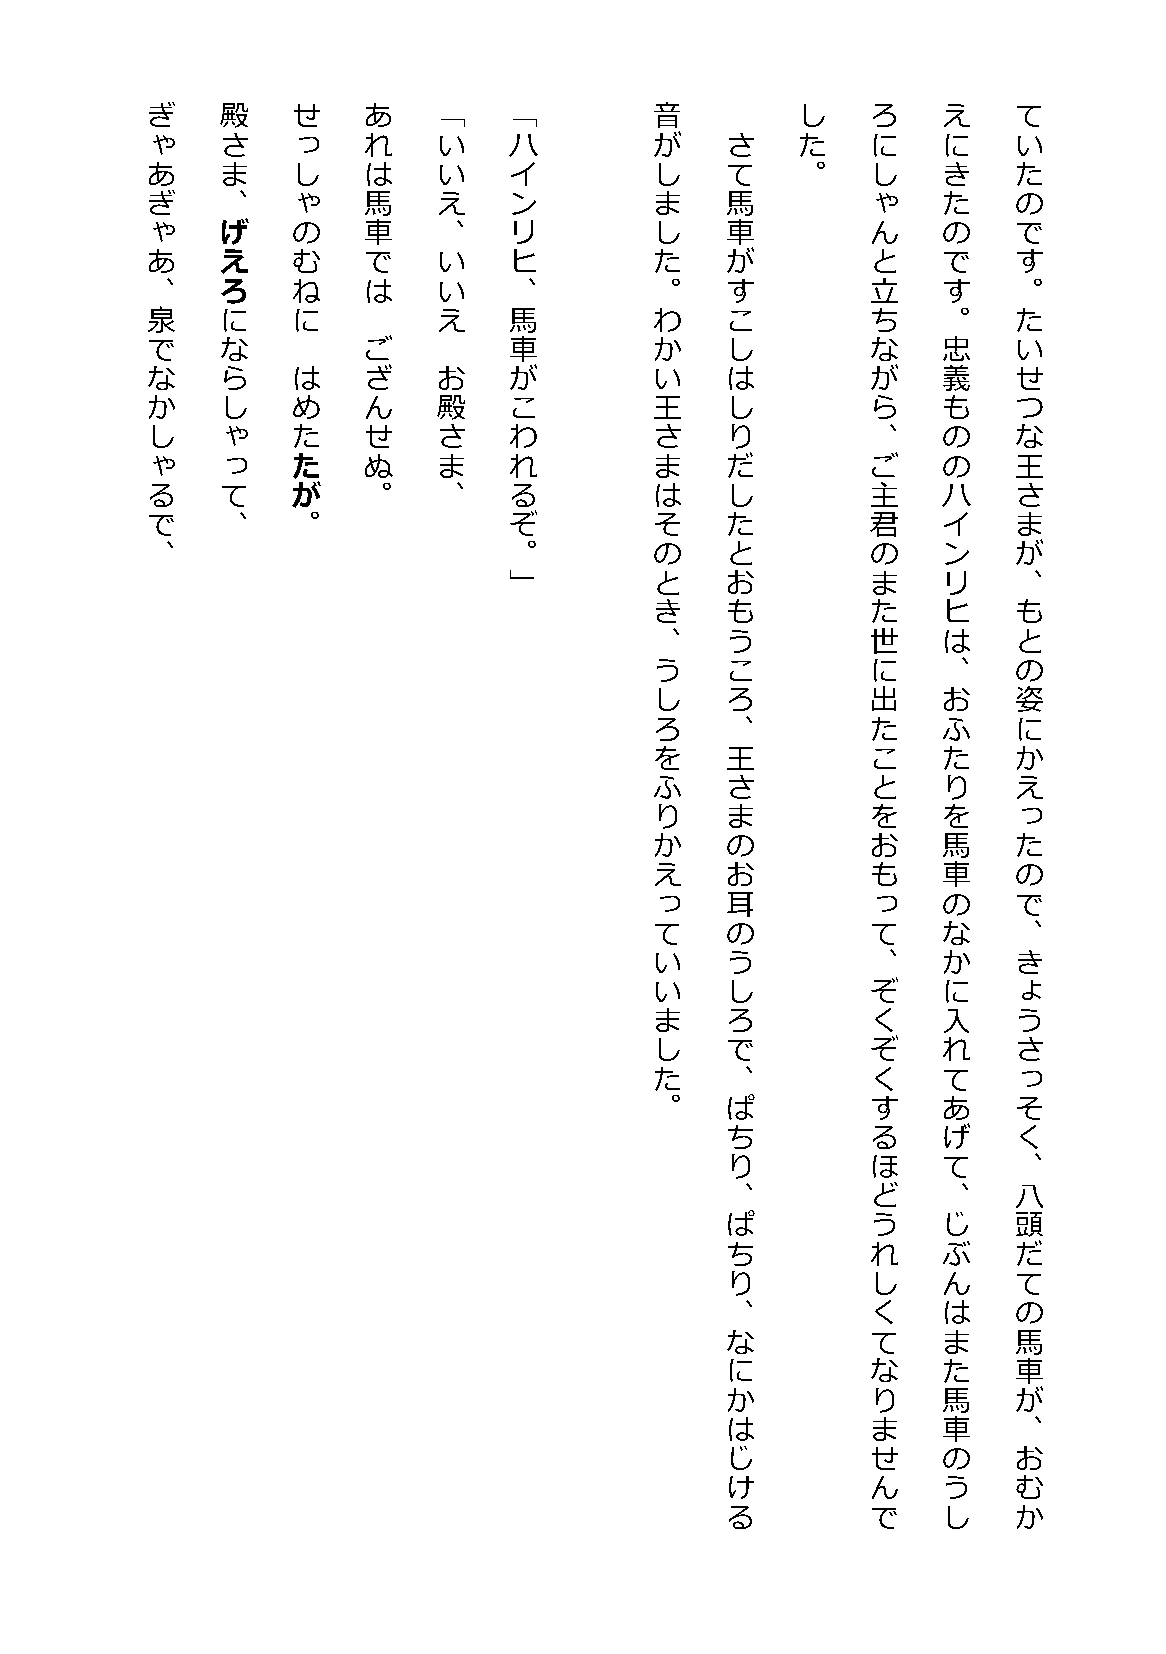 ていたのです。たいせつな王さまが、もとの姿にかえったので、きょうさっそく、八頭だての馬車が、おむか
えにきたのです。忠義もののハインリヒは、おふたりを馬車のなかに入れてあげて、じぶんはまた馬車のうし
ろにしゃんと立ちながら、ご主君のまた世に出たことをおもって、ぞくぞくするほどうれしくてなりませんで
した。
　さて馬車がすこしはしりだしたとおもうころ、王さまのお耳のうしろで、ぱちり、ぱちり、なにかはじける
音がしました。わかい王さまはそのとき、うしろをふりかえっていいました。
「ハインリヒ、馬車がこわれるぞ。」
「いいえ、いいえ　お殿さま、
あれは馬車では　ござんせぬ。
せっしゃのむねに　はめたたが。
殿さま、げえろにならしゃって、
ぎゃあぎゃあ、泉でなかしゃるで、